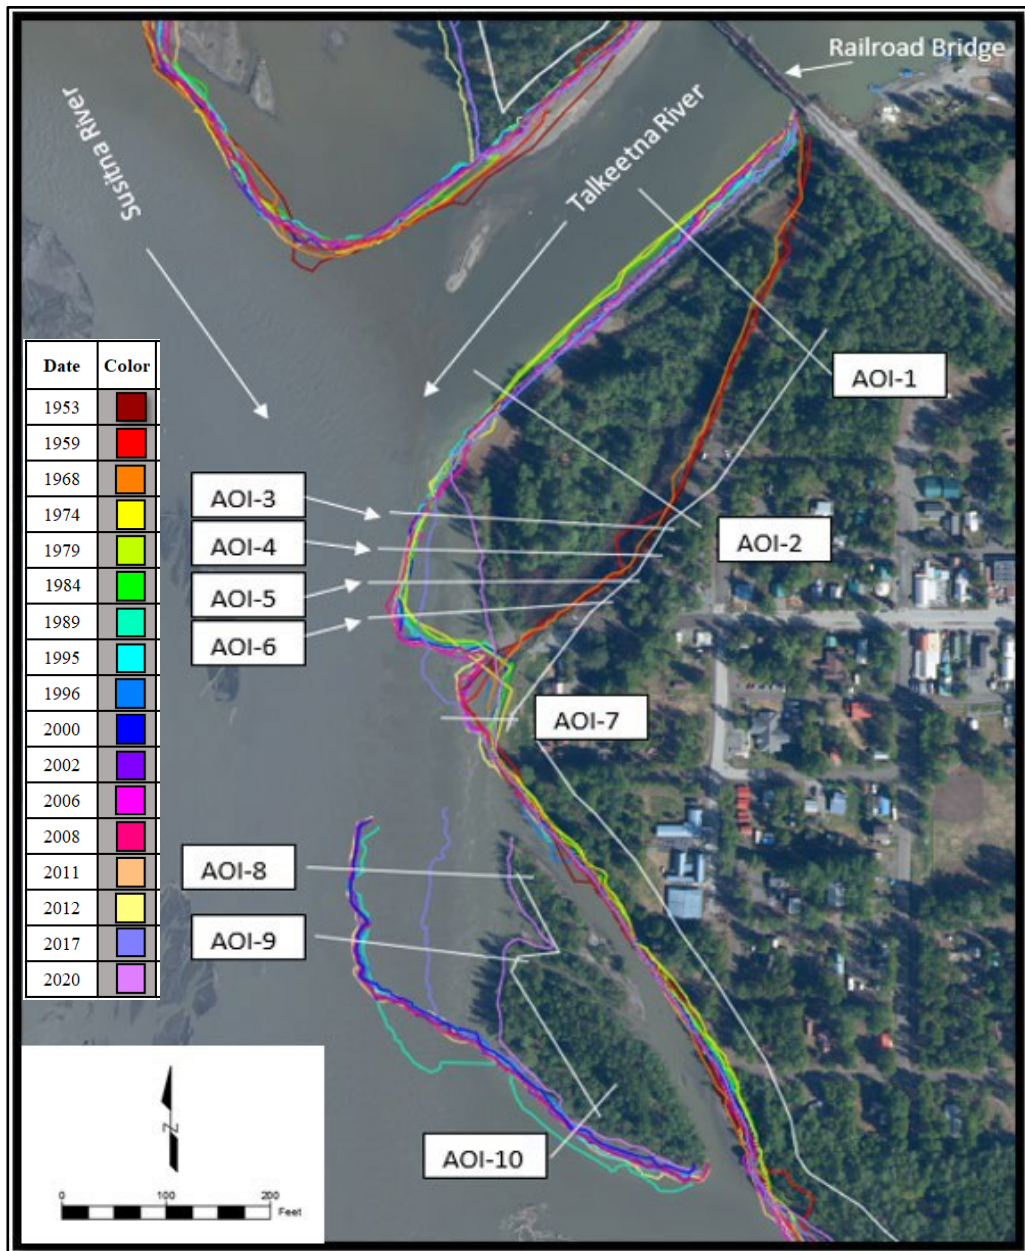 Railroad Bridge
Susitna River
Talkeetna River
AOI-1
AOI-2
AOI-3
AOI-4
AOI-5
AOI-6
AOI-7
AOI-8
AOI-9
AOI-10
Date Color
1953
1959
1968
1974
1979
1984
1989
1995
1996
2000
2002
2006
2008
2011
2012
2017
2020
N
0 100 200
Feet